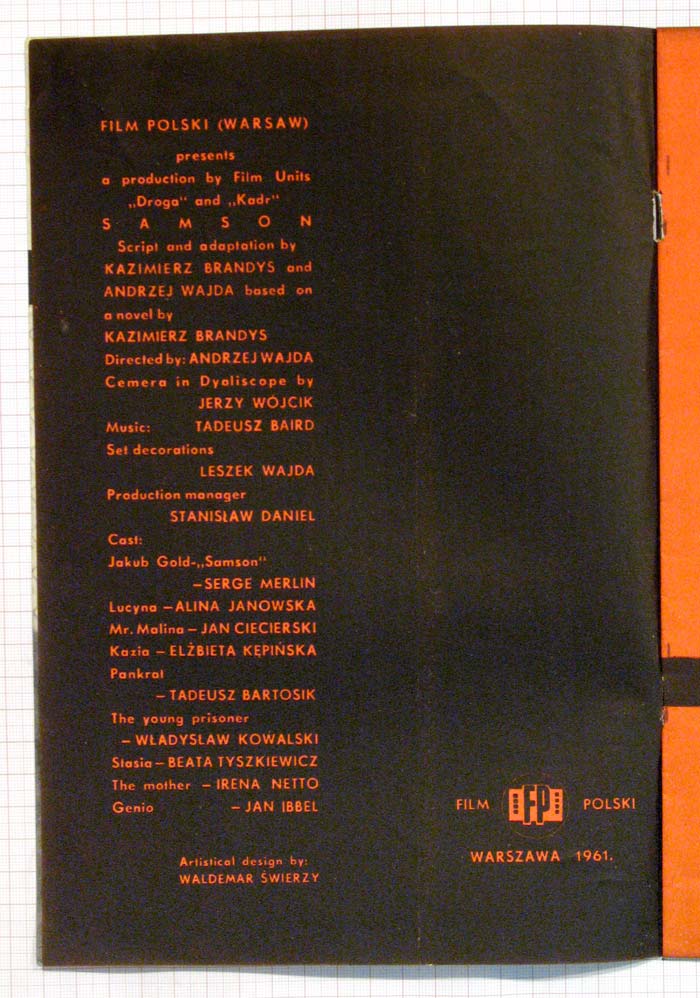 FILM POLSKI (WARSAW)
presents
a production by Film Units
„Droga" and „Kadr"
S A M S O N
Script and adaptation by
KAZIMIERZ BRANDYS and
ANDRZEJ WAJDA based on
a novel by
KAZIMIERZ BRANDYS
Directed by: ANDRZEJ WAJDA
Cemera in Dyaliscope by
JERZY WÓJCIK
Music: TADEUSZ BAIRD
Set decorations
LESZEK WAJDA
Production manager
STANISŁAW DANIEL
Cast:
Jakub Gold-„Samson"
–SERGE MERLIN
Lucyna –ALINA JANOWSKA
Mr. Malina – JAN CIECIERSKI
Kazia – ELŻBIETA KĘPIŃSKA
Pankrat
– TADEUSZ BARTOSIK
The young prisoner
– WŁADYSŁAW KOWALSKI
Stasia – BEATA TYSZKIEWICZ
The mother – IRENA NETTO
Genio – JAN IBBEL
Artistical design by:
WALDEMAR ŚWIERZY
FILM FP POLSKI
WARSZAWA 1961.